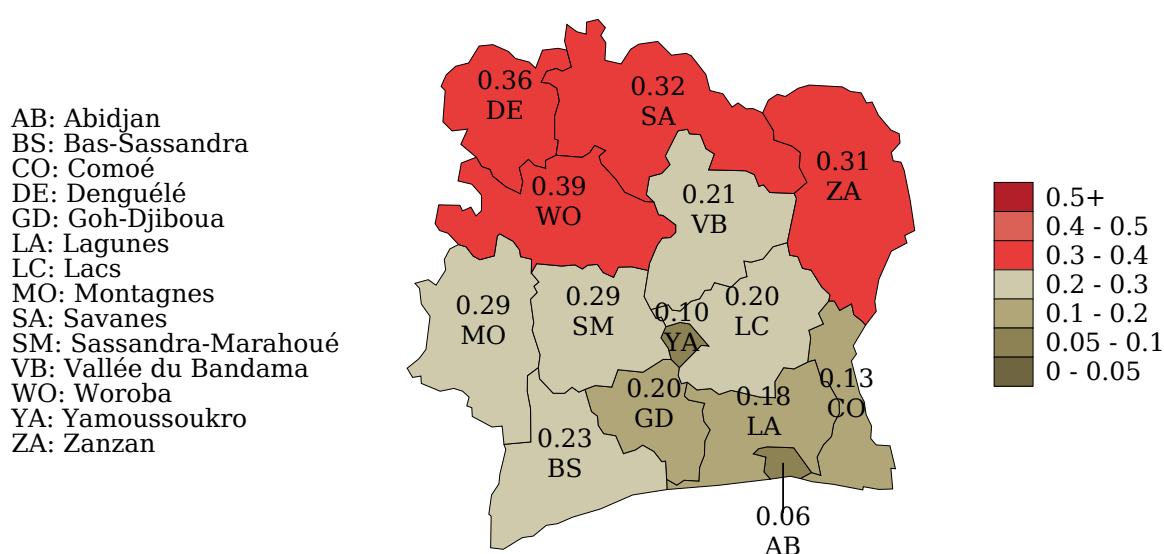 AB: Abidjan
BS: Bas-Sassandra
CO: Comoé
DE: Denguélé
GD: Goh-Djiboua
LA: Lagunes
LC: Lacs
MO: Montagnes
SA: Savanes
SM: Sassandra-Marahoué
VB: Vallée du Bandama
WO: Woroba
YA: Yamoussoukro
ZA: Zanzan
0.36
DE
0.32
SA
0.31
ZA
0.39
WO
0.21
VB
0.29
MO
0.29
SM
0.10
YA
0.20
LC
0.20
GD
0.18
LA
0.13
CO
0.23
BS
0.06
AB
0.5+
0.4 - 0.5
0.3 - 0.4
0.2 - 0.3
0.1 - 0.2
0.05 - 0.1
0 - 0.05